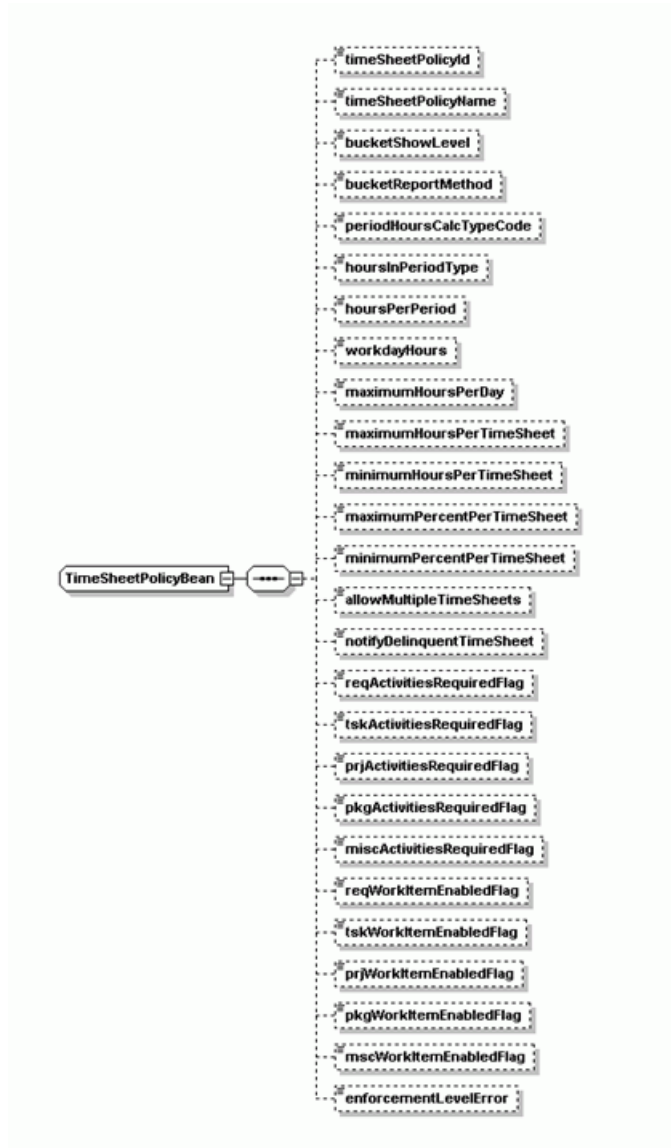 timeSheetPolicyId
timeSheetPolicyName
bucketShowLevel
bucketReportMethod
periodHoursCalcTypeCode
hoursInPeriodType
hoursPerPeriod
workdayHours
maximumHoursPerDay
maximumHoursPerTimeSheet
minimumHoursPerTimeSheet
maximumPercentPerTimeSheet
minimumPercentPerTimeSheet
TimeSheetPolicyBean
allowMultipleTimeSheets
notifyDelinquentTimeSheet
reqActivitiesRequiredFlag
tskActivitiesRequiredFlag
prjActivitiesRequiredFlag
pkgActivitiesRequiredFlag
miscActivitiesRequiredFlag
reqWorkItemEnabledFlag
tskWorkItemEnabledFlag
prjWorkItemEnabledFlag
pkgWorkItemEnabledFlag
mscWorkItemEnabledFlag
enforcementLevelError